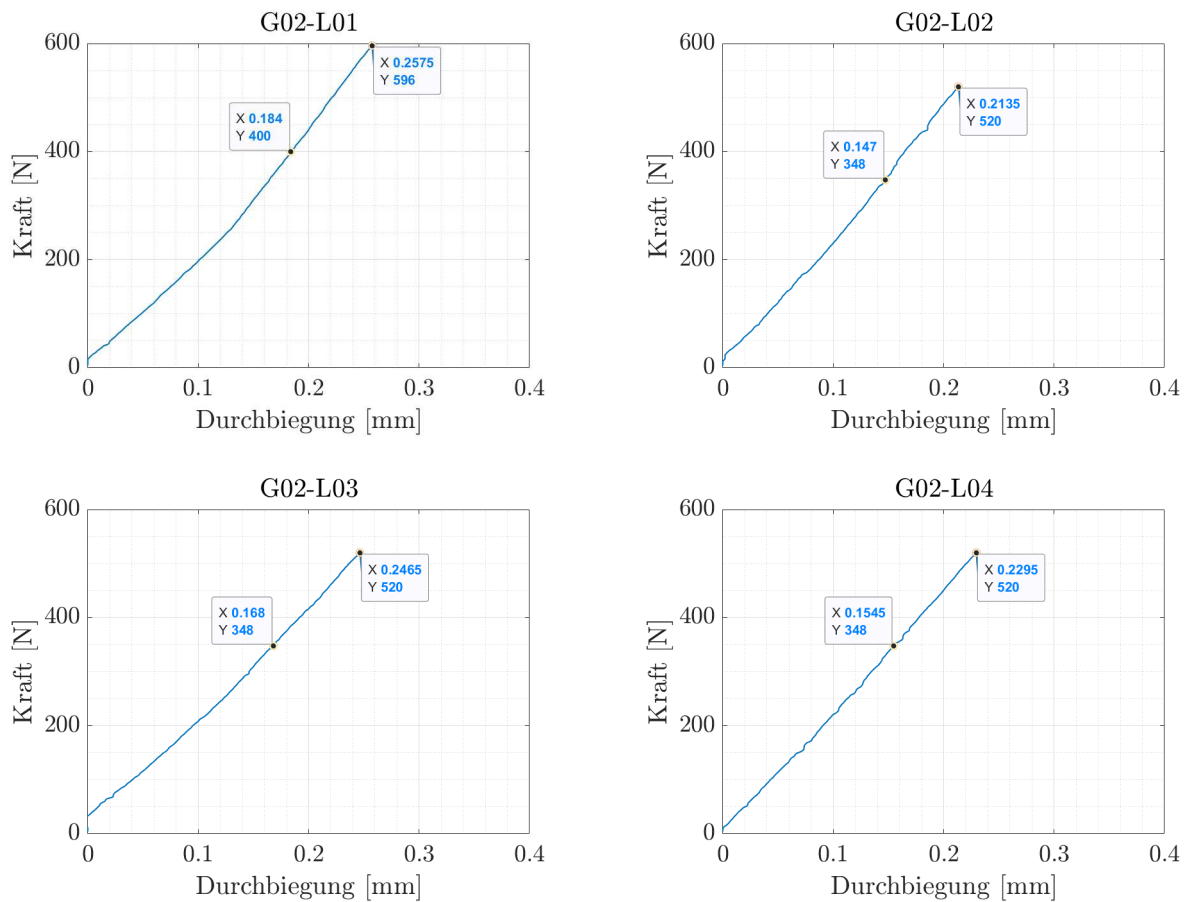 G02-L01
600
400
200
0
X 0.2575
Y 596
X 0.184
Y 400
0 0.1 0.2 0.3 0.4
Durchbiegung [mm]
Kraft [N]
G02-L02
600
400
200
0
X 0.2135
Y 520
X 0.147
Y 348
0 0.1 0.2 0.3 0.4
Durchbiegung [mm]
Kraft [N]
G02-L03
600
400
200
0
X 0.2465
Y 520
X 0.168
Y 348
0 0.1 0.2 0.3 0.4
Durchbiegung [mm]
Kraft [N]
G02-L04
600
400
200
0
X 0.2295
Y 520
X 0.1545
Y 348
0 0.1 0.2 0.3 0.4
Durchbiegung [mm]
Kraft [N]